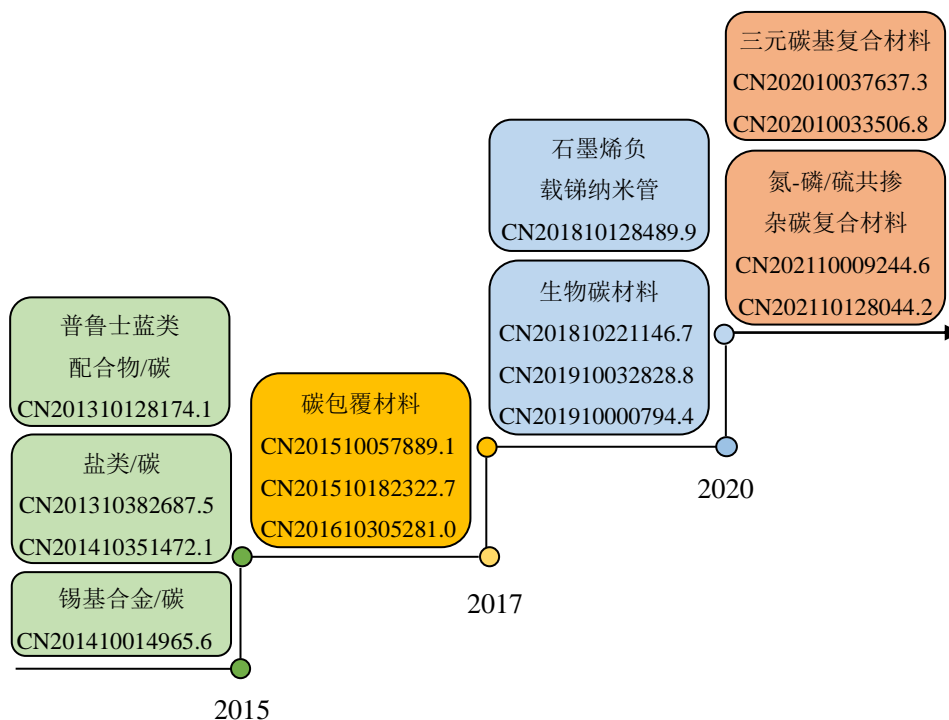 普鲁士蓝类
配合物/碳
CN201310128174.1
盐类/碳
CN201310382687.5
CN201410351472.1
锡基合金/碳
CN201410014965.6
2015
碳包覆材料
CN201510057889.1
CN201510182322.7
CN201610305281.0
2017
石墨烯负
载锑纳米管
CN201810128489.9
生物碳材料
CN201810221146.7
CN201910032828.8
CN201910000794.4
2020
三元碳基复合材料
CN202010037637.3
CN202010033506.8
氮-磷/硫共掺
杂碳复合材料
CN202110009244.6
CN202110128044.2